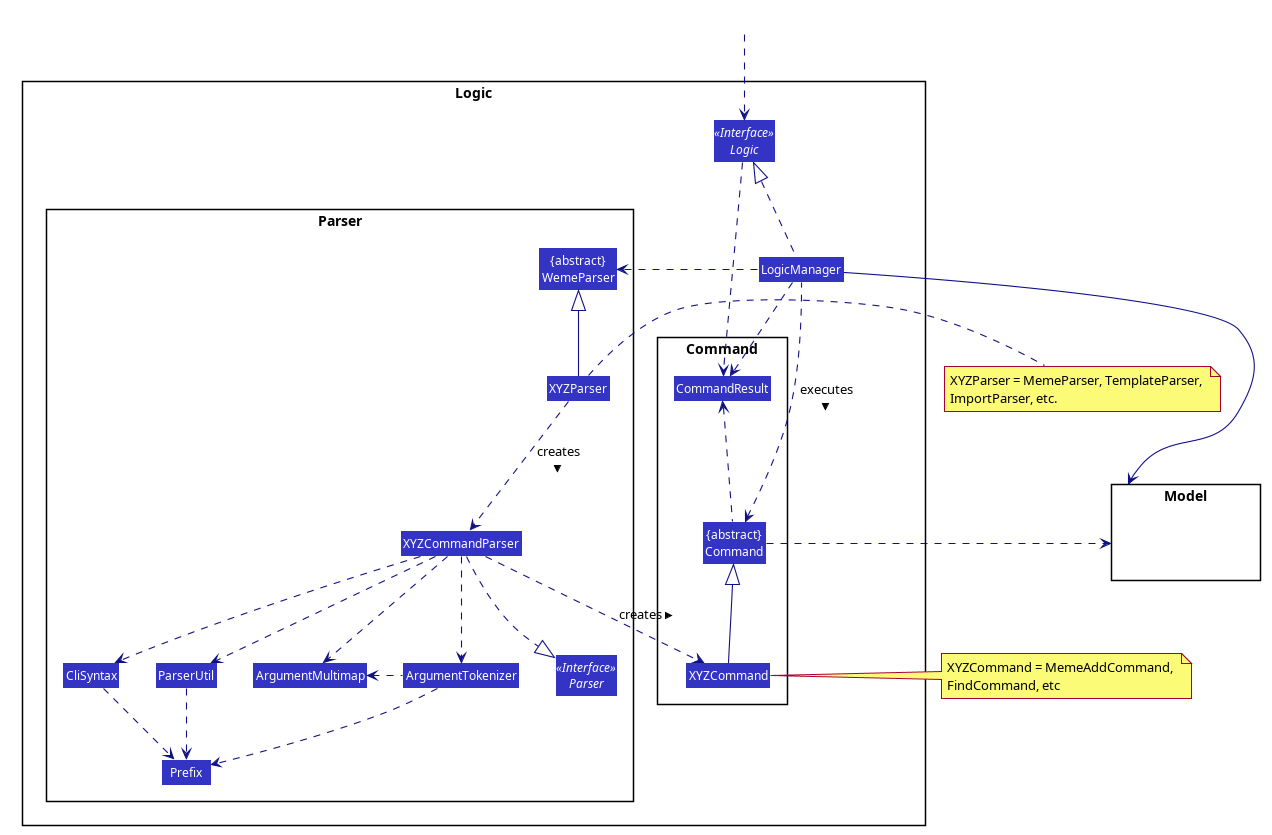 Logic
«Interface»
Logic
Parser
{abstract}
WemeParser
LogicManager
Command
XYZParser
CommandResult
executes
XYZParser = MemeParser, TemplateParser,
ImportParser, etc.
creates
Model
XYZCommandParser
{abstract}
Command
creates
CliSyntax
ParserUtil
ArgumentMultimap
ArgumentTokenizer
«Interface»
Parser
XYZCommand
XYZCommand = MemeAddCommand,
FindCommand, etc
Prefix